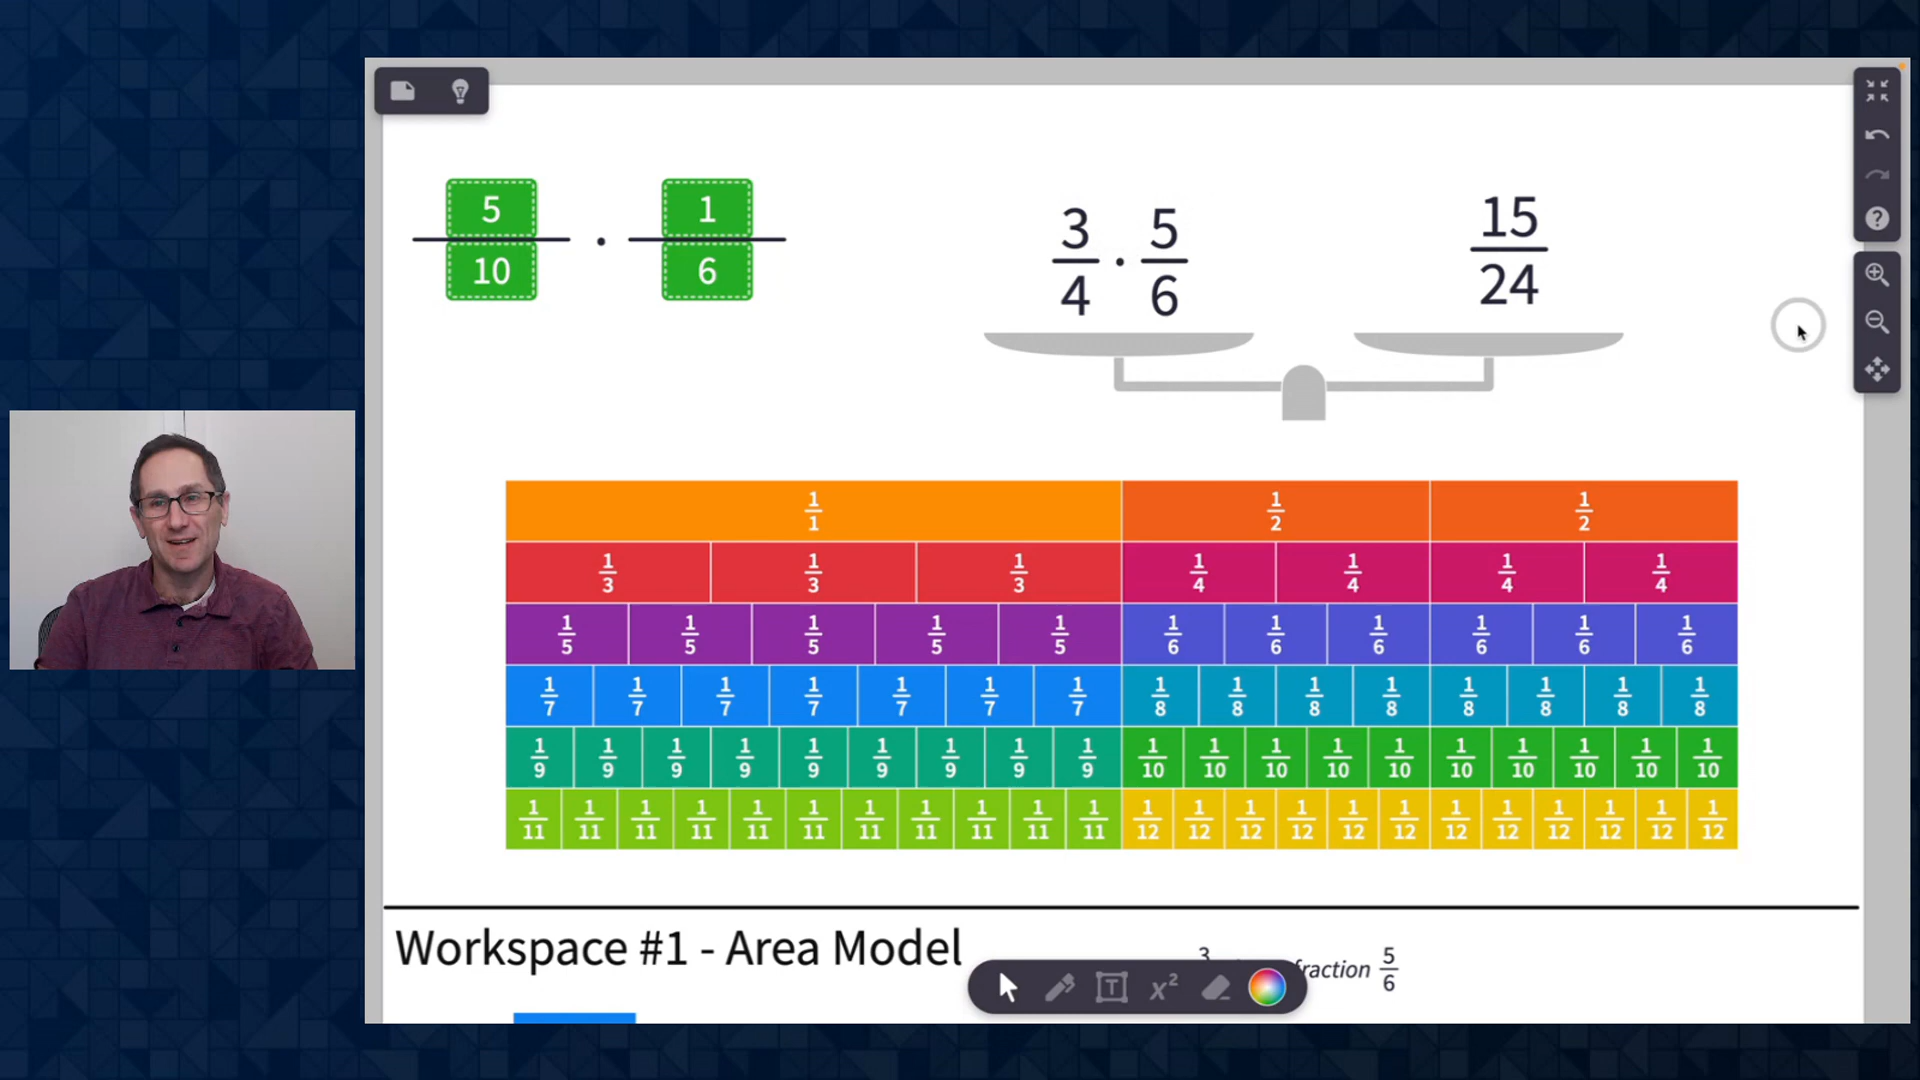 5/10 · 1/6
3/4 · 5/6
15/24
1/1 1/2 1/2
1/3 1/3 1/3 1/4 1/4 1/4 1/4
1/5 1/5 1/5 1/5 1/5 1/6 1/6 1/6 1/6 1/6 1/6
1/7 1/7 1/7 1/7 1/7 1/7 1/7 1/8 1/8 1/8 1/8 1/8 1/8 1/8 1/8
1/9 1/9 1/9 1/9 1/9 1/9 1/9 1/9 1/9 1/10 1/10 1/10 1/10 1/10 1/10 1/10 1/10 1/10 1/10
1/11 1/11 1/11 1/11 1/11 1/11 1/11 1/11 1/11 1/11 1/11 1/12 1/12 1/12 1/12 1/12 1/12 1/12 1/12 1/12 1/12 1/12 1/12
Workspace #1 - Area Model
3 fraction 5/6
T x²
?